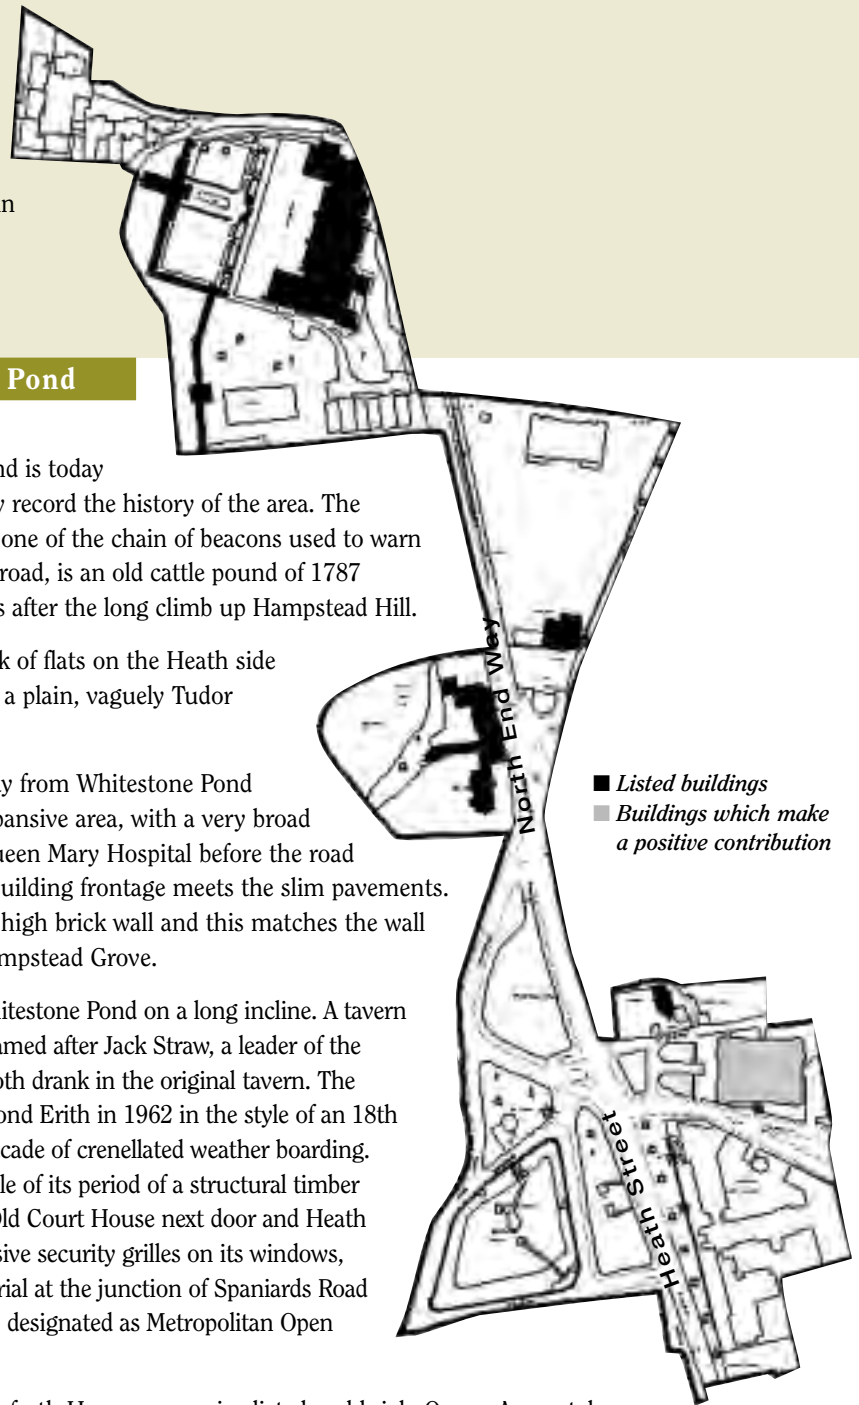 in
Pond
nd is today
y record the history of the area. The
one of the chain of beacons used to warn
road, is an old cattle pound of 1787
s after the long climb up Hampstead Hill.
k of flats on the Heath side
a plain, vaguely Tudor
y from Whitestone Pond
pansive area, with a very broad
ueen Mary Hospital before the road
uilding frontage meets the slim pavements.
high brick wall and this matches the wall
mpstead Grove.
itestone Pond on a long incline. A tavern
amed after Jack Straw, a leader of the
oth drank in the original tavern. The
ond Erith in 1962 in the style of an 18th
cade of crenellated weather boarding.
le of its period of a structural timber
Old Court House next door and Heath
sive security grilles on its windows,
rial at the junction of Spaniards Road
designated as Metropolitan Open
North End Way
Listed buildings
Buildings which make
a positive contribution
Heath Street